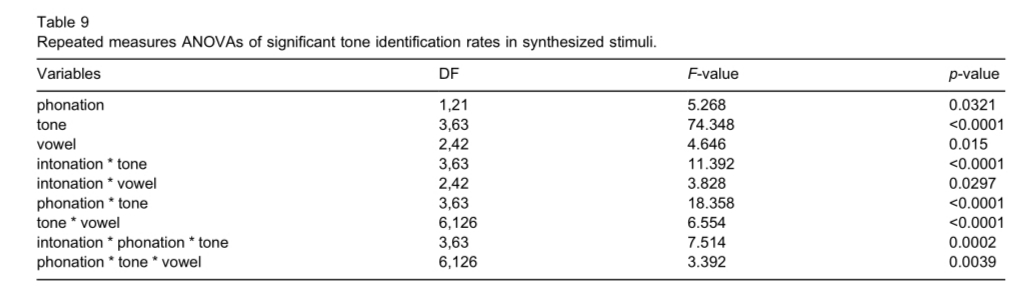 Table 9
Repeated measures ANOVAs of significant tone identification rates in synthesized stimuli.
Variables DF F-value p-value
phonation 1,21 5.268 0.0321
tone 3,63 74.348 <0.0001
vowel 2,42 4.646 0.015
intonation * tone 3,63 11.392 <0.0001
intonation * vowel 2,42 3.828 0.0297
phonation * tone 3,63 18.358 <0.0001
tone * vowel 6,126 6.554 <0.0001
intonation * phonation * tone 3,63 7.514 0.0002
phonation * tone * vowel 6,126 3.392 0.0039